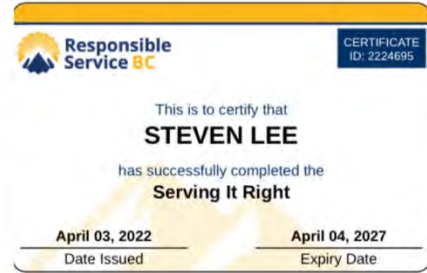 Responsible
Service BC
CERTIFICATE
ID: 2224695
This is to certify that
STEVEN LEE
has successfully completed the
Serving It Right
April 03, 2022
Date Issued
April 04, 2027
Expiry Date